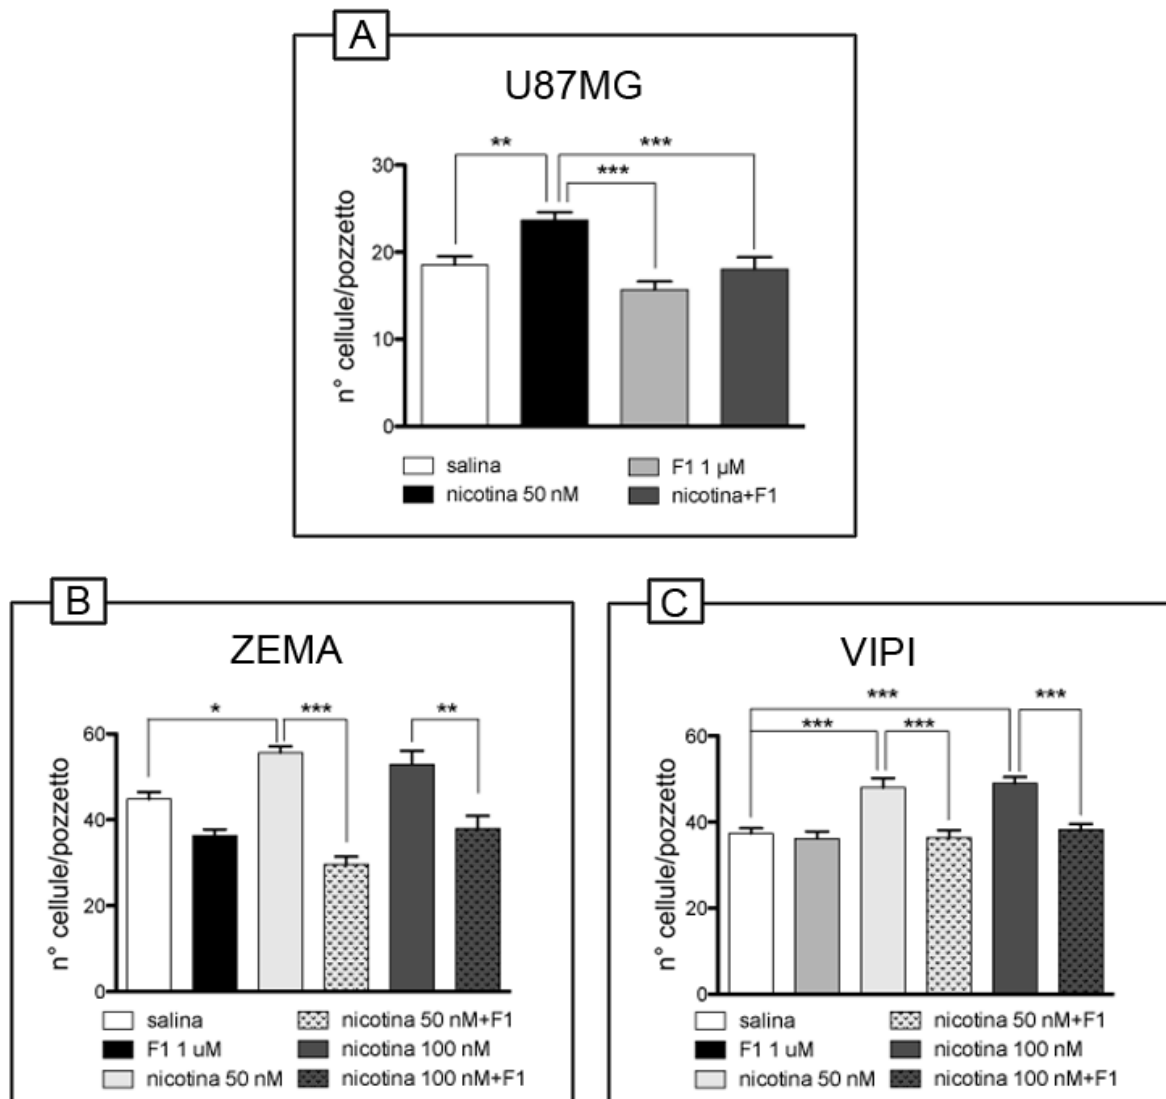 A
U87MG
** ***
***
n° cellule/pozzetto
30
20
10
0
salina F1 1 µM
nicotina 50 nM nicotina+F1
B
ZEMA
* *** **
n° cellule/pozzetto
60
40
20
0
salina nicotina 50 nM+F1
F1 1 uM nicotina 100 nM
nicotina 50 nM nicotina 100 nM+F1
C
VIPI
*** ***
*** ***
n° cellule/pozzetto
60
40
20
0
salina nicotina 50 nM+F1
F1 1 uM nicotina 100 nM
nicotina 50 nM nicotina 100 nM+F1